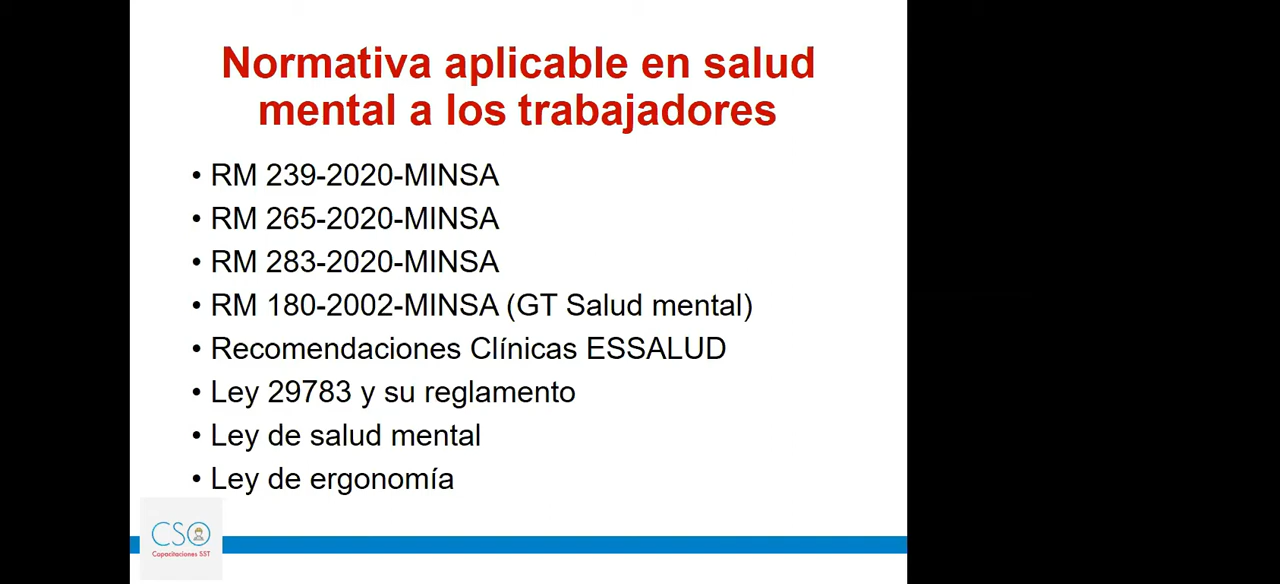 Normativa aplicable en salud
mental a los trabajadores
• RM 239-2020-MINSA
• RM 265-2020-MINSA
• RM 283-2020-MINSA
• RM 180-2002-MINSA (GT Salud mental)
• Recomendaciones Clínicas ESSALUD
• Ley 29783 y su reglamento
• Ley de salud mental
• Ley de ergonomía
CSO
Capacitaciones SST